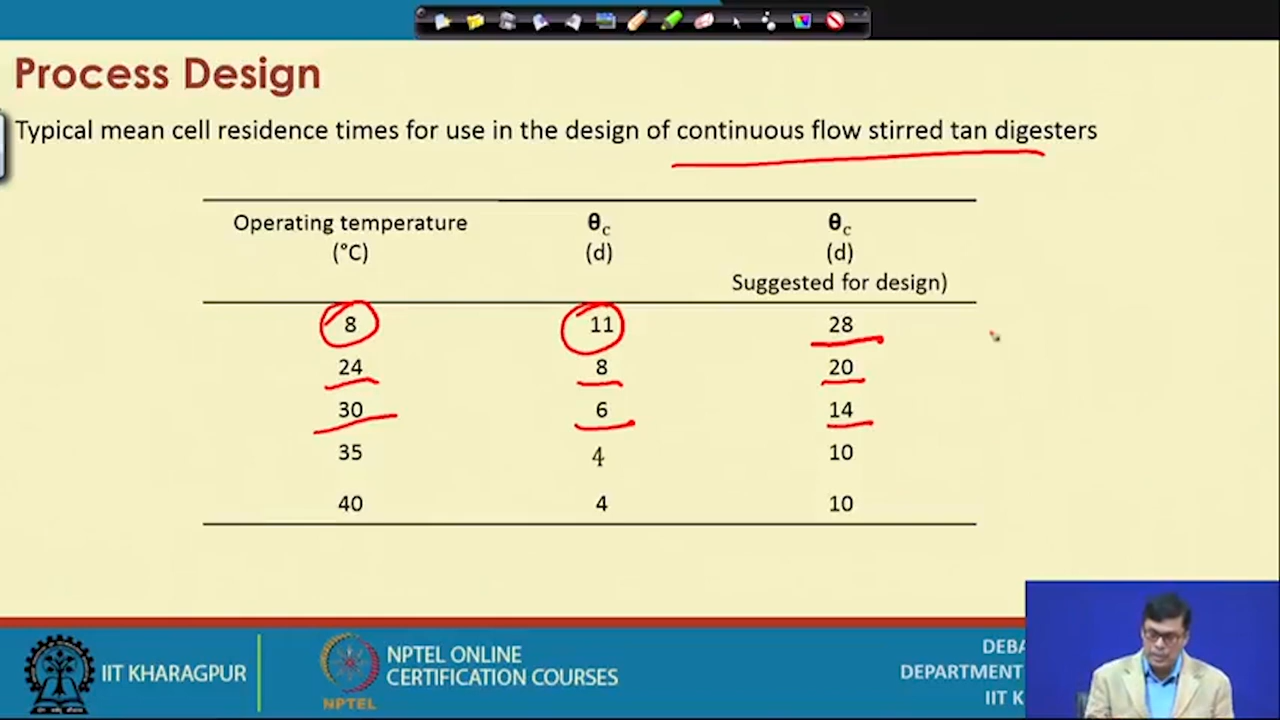 Process Design
Typical mean cell residence times for use in the design of continuous flow stirred tan digesters
Operating temperature (°C) θc (d) θc (d) Suggested for design)
8 11 28
24 8 20
30 6 14
35 4 10
40 4 10
IIT KHARAGPUR
NPTEL
NPTEL ONLINE
CERTIFICATION COURSES
DEBA
DEPARTMENT
IIT K